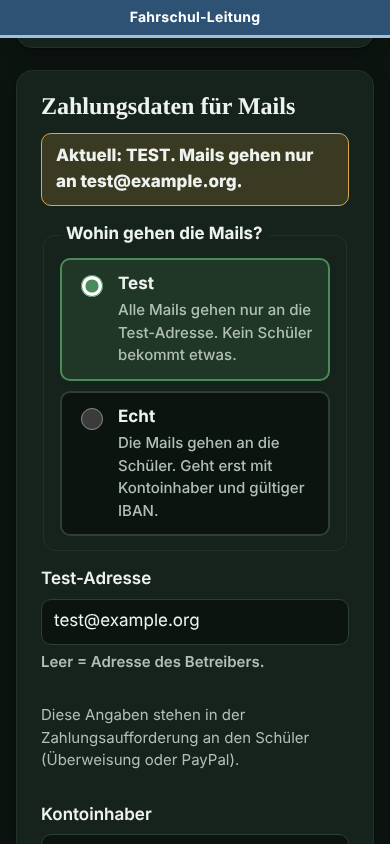 Fahrschul-Leitung
Zahlungsdaten für Mails
Aktuell: TEST. Mails gehen nur
an test@example.org.
Wohin gehen die Mails?
Test
Alle Mails gehen nur an die
Test-Adresse. Kein Schüler
bekommt etwas.
Echt
Die Mails gehen an die
Schüler. Geht erst mit
Kontoinhaber und gültiger
IBAN.
Test-Adresse
test@example.org
Leer = Adresse des Betreibers.
Diese Angaben stehen in der
Zahlungsaufforderung an den Schüler
(Überweisung oder PayPal).
Kontoinhaber